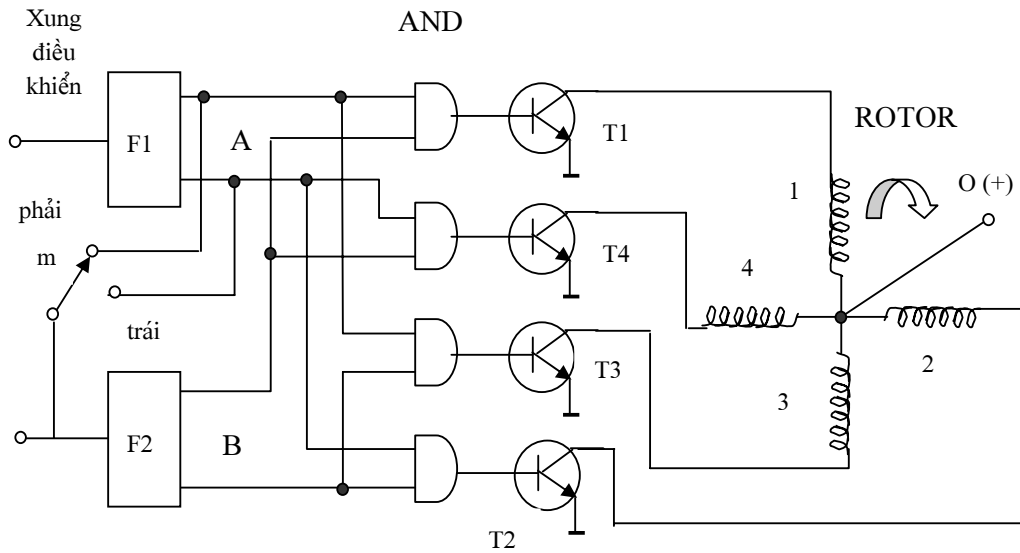 Xung
điều
khiển
AND
F1
A
T1
ROTOR
O (+)
1
phải
m
T4
4
trái
T3
2
3
F2
B
T2